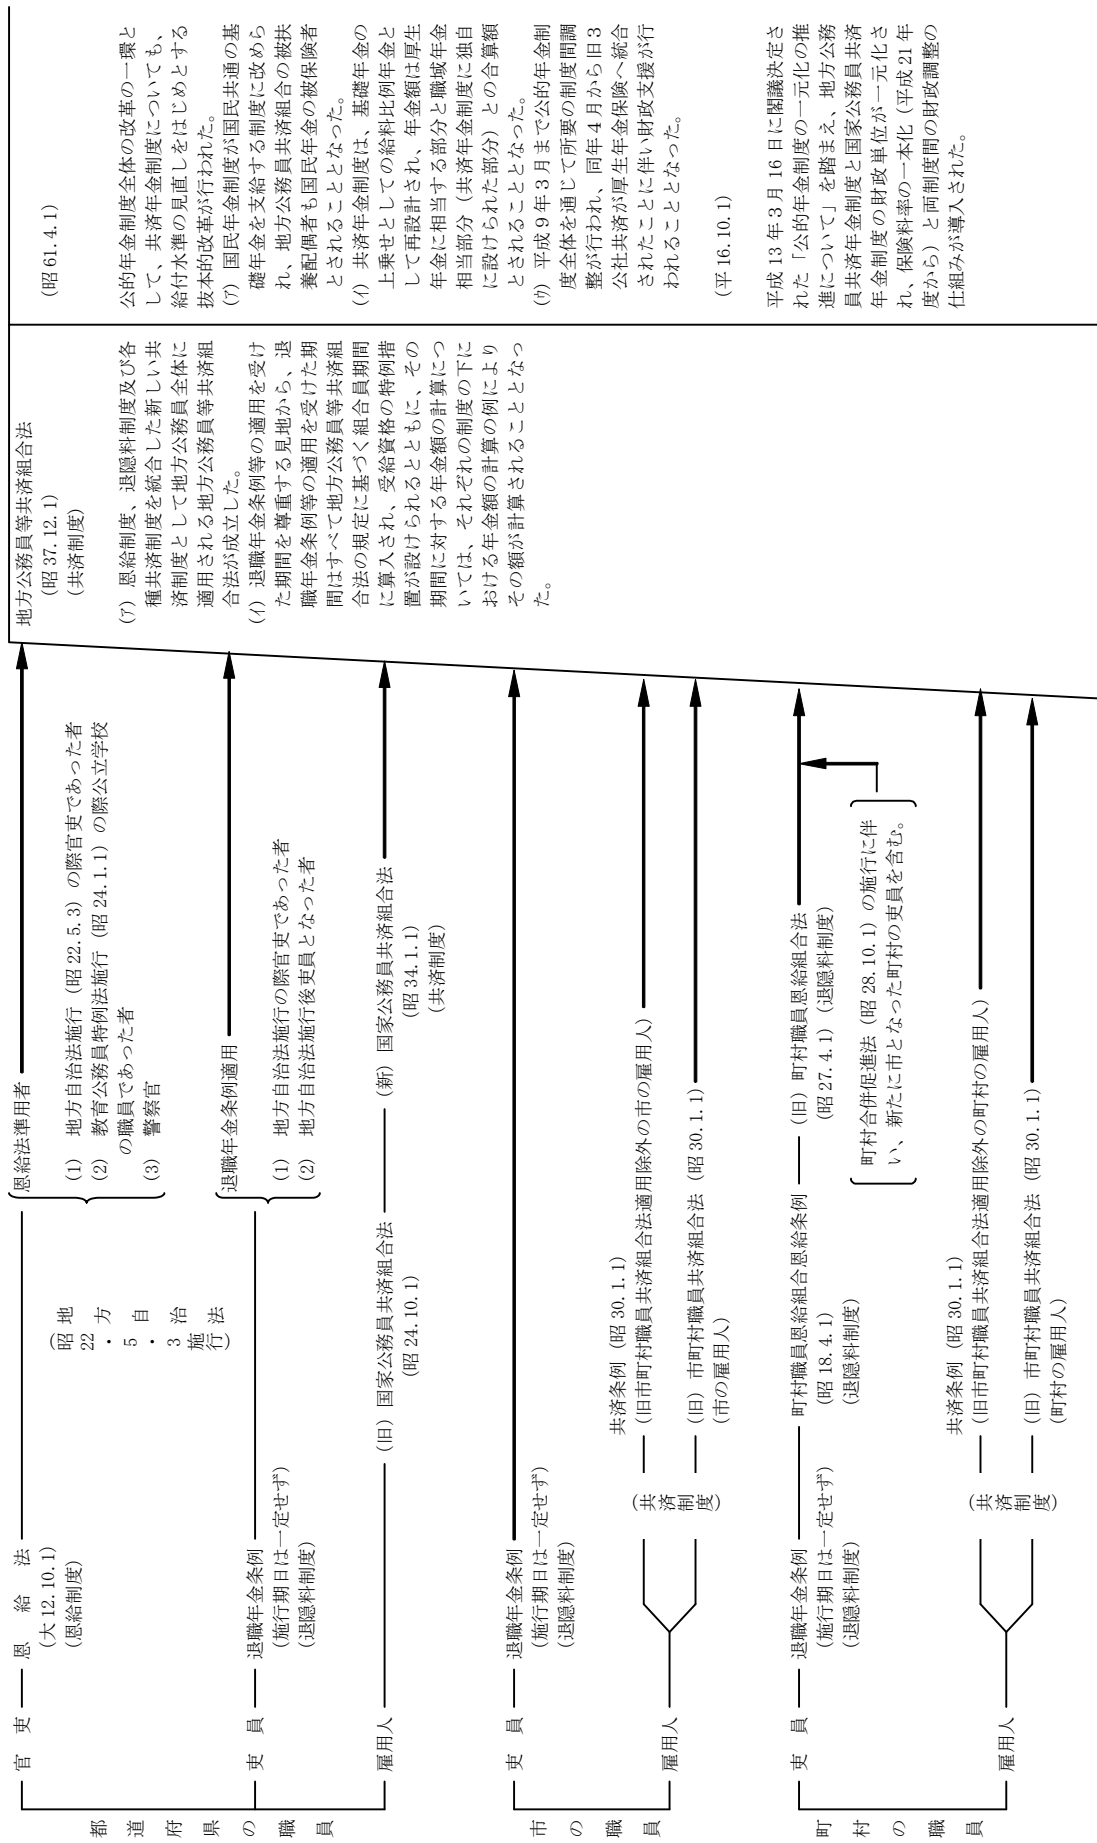 都道府県の職員
官吏
恩給法
(大12.10.1)
(恩給制度)
(昭22・5・3)
地方自治法施行
恩給法準用者
(1) 地方自治法施行(昭22.5.3)の際官吏であった者
(2) 教育公務員特例法施行(昭24.1.1)の際公立学校
の職員であった者
(3) 警察官
吏員
退職年金条例
(施行期日は一定せず)
(退隠料制度)
退職年金条例適用
(1) 地方自治法施行の際官吏であった者
(2) 地方自治法施行後吏員となった者
雇用人
(旧)国家公務員共済組合法
(昭24.10.1)
(新)国家公務員共済組合法
(昭34.1.1)
(共済制度)
市の職員
吏員
退職年金条例
(施行期日は一定せず)
(退隠料制度)
雇用人
(共済制度)
共済条例(昭30.1.1)
(旧市町村職員共済組合法適用除外の市の雇用人)
(旧)市町村職員共済組合法(昭30.1.1)
(市の雇用人)
町村の職員
吏員
退職年金条例
(施行期日は一定せず)
(退隠料制度)
町村職員恩給組合恩給条例
(昭18.4.1)
(退隠料制度)
(旧)町村職員恩給組合法
(昭27.4.1)(退隠料制度)
町村合併促進法(昭28.10.1)の施行に伴
い、新たに市となった町村の吏員を含む。
雇用人
(共済制度)
共済条例(昭30.1.1)
(旧市町村職員共済組合法適用除外の町村の雇用人)
(旧)市町村職員共済組合法(昭30.1.1)
(町村の雇用人)
地方公務員等共済組合法
(昭37.12.1)
(共済制度)
(ｱ) 恩給制度、退隠料制度及び各
種共済制度を統合した新しい共
済制度として地方公務員全体に
適用される地方公務員等共済組
合法が成立した。
(ｲ) 退職年金条例等の適用を受け
た期間を尊重する見地から、退
職年金条例等の適用を受けた期
間はすべて地方公務員等共済組
合法の規定に基づく組合員期間
に算入され、受給資格の特例措
置が設けられるとともに、その
期間に対する年金額の計算につ
いては、それぞれの制度の下に
おける年金額の計算の例により
その額が計算されることとなっ
た。
(昭61.4.1)
公的年金制度全体の改革の一環と
して、共済年金制度についても、
給付水準の見直しをはじめとする
抜本的改革が行われた。
(ｱ) 国民年金制度が国民共通の基
礎年金を支給する制度に改めら
れ、地方公務員共済組合の被扶
養配偶者も国民年金の被保険者
とされることとなった。
(ｲ) 共済年金制度は、基礎年金の
上乗せとしての給料比例年金と
して再設計され、年金額は厚生
年金に相当する部分と職域年金
相当部分(共済年金制度に独自
に設けられた部分)との合算額
とされることとなった。
(ｳ) 平成9年3月まで公的年金制
度全体を通じて所要の制度間調
整が行われ、同年4月から旧3
公社共済が厚生年金保険へ統合
されたことに伴い財政支援が行
われることとなった。
(平16.10.1)
平成13年3月16日に閣議決定さ
れた「公的年金制度の一元化の推
進について」を踏まえ、地方公務
員共済年金制度と国家公務員共済
年金制度の財政単位が一元化さ
れ、保険料率の一本化(平成21年
度から)と両制度間の財政調整の
仕組みが導入された。